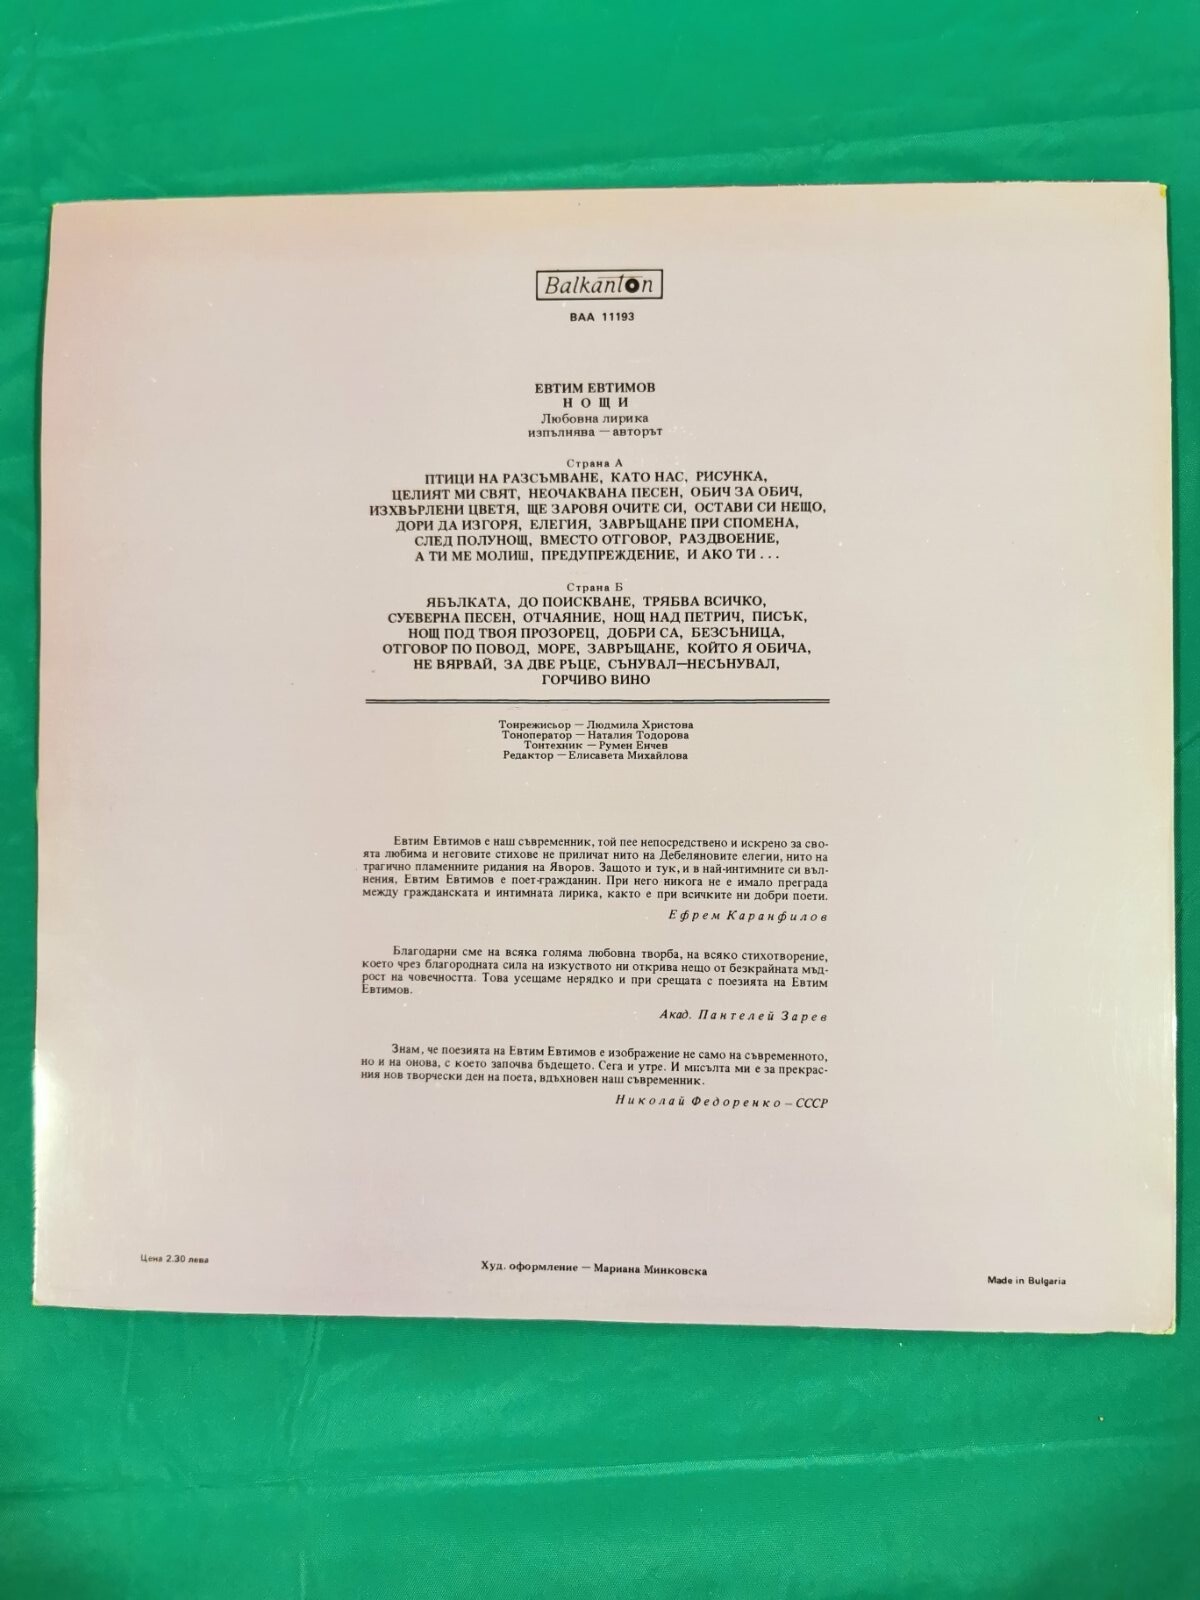 Balkanton
ВАА 11193
ЕВТИМ ЕВТИМОВ
Н О Щ И
Любовна лирика
изпълнява — авторът
Страна А
ПТИЦИ НА РАЗСЪМВАНЕ, КАТО НАС, РИСУНКА,
ЦЕЛИЯТ МИ СВЯТ, НЕОЧАКВАНА ПЕСЕН, ОБИЧ ЗА ОБИЧ,
ИЗХВЪРЛЕНИ ЦВЕТЯ, ЩЕ ЗАРОВЯ ОЧИТЕ СИ, ОСТАВИ СИ НЕЩО,
ДОРИ ДА ИЗГОРЯ, ЕЛЕГИЯ, ЗАВРЪЩАНЕ ПРИ СПОМЕНА,
СЛЕД ПОЛУНОЩ, ВМЕСТО ОТГОВОР, РАЗДВОЕНИЕ,
А ТИ МЕ МОЛИШ, ПРЕДУПРЕЖДЕНИЕ, И АКО ТИ . . .
Страна Б
ЯБЪЛКАТА, ДО ПОИСКВАНЕ, ТРЯБВА ВСИЧКО,
СУЕВЕРНА ПЕСЕН, ОТЧАЯНИЕ, НОЩ НАД ПЕТРИЧ, ПИСЪК,
НОЩ ПОД ТВОЯ ПРОЗОРЕЦ, ДОБРИ СА, БЕЗСЪНИЦА,
ОТГОВОР ПО ПОВОД, МОРЕ, ЗАВРЪЩАНЕ, КОЙТО Я ОБИЧА,
НЕ ВЯРВАЙ, ЗА ДВЕ РЪЦЕ, СЪНУВАЛ—НЕСЪНУВАЛ,
ГОРЧИВО ВИНО
Тонрежисьор — Людмила Христова
Тоноператор — Наталия Тодорова
Тонтехник — Румен Енчев
Редактор — Елисавета Михайлова
Евтим Евтимов е наш съвременник, той пее непосредствено и искрено за сво-
ята любима и неговите стихове не приличат нито на Дебеляновите елегии, нито на
трагично пламенните ридания на Яворов. Защото и тук, и в най-интимните си въл-
нения, Евтим Евтимов е поет-гражданин. При него никога не е имало преграда
между гражданската и интимната лирика, както е при всичките ни добри поети.
Ефрем Каранфилов
Благодарни сме на всяка голяма любовна творба, на всяко стихотворение,
което чрез благородната сила на изкуството ни открива нещо от безкрайната мъд-
рост на човечността. Това усещаме нерядко и при срещата с поезията на Евтим
Евтимов.
Акад. Пантелей Зарев
Знам, че поезията на Евтим Евтимов е изображение не само на съвременното,
но и на онова, с което започва бъдещето. Сега и утре. И мисълта ми е за прекрас-
ния нов творчески ден на поета, вдъхновен наш съвременник.
Николай Федоренко – СССР
Цена 2.30 лева
Худ. оформление — Мариана Минковска
Made in Bulgaria